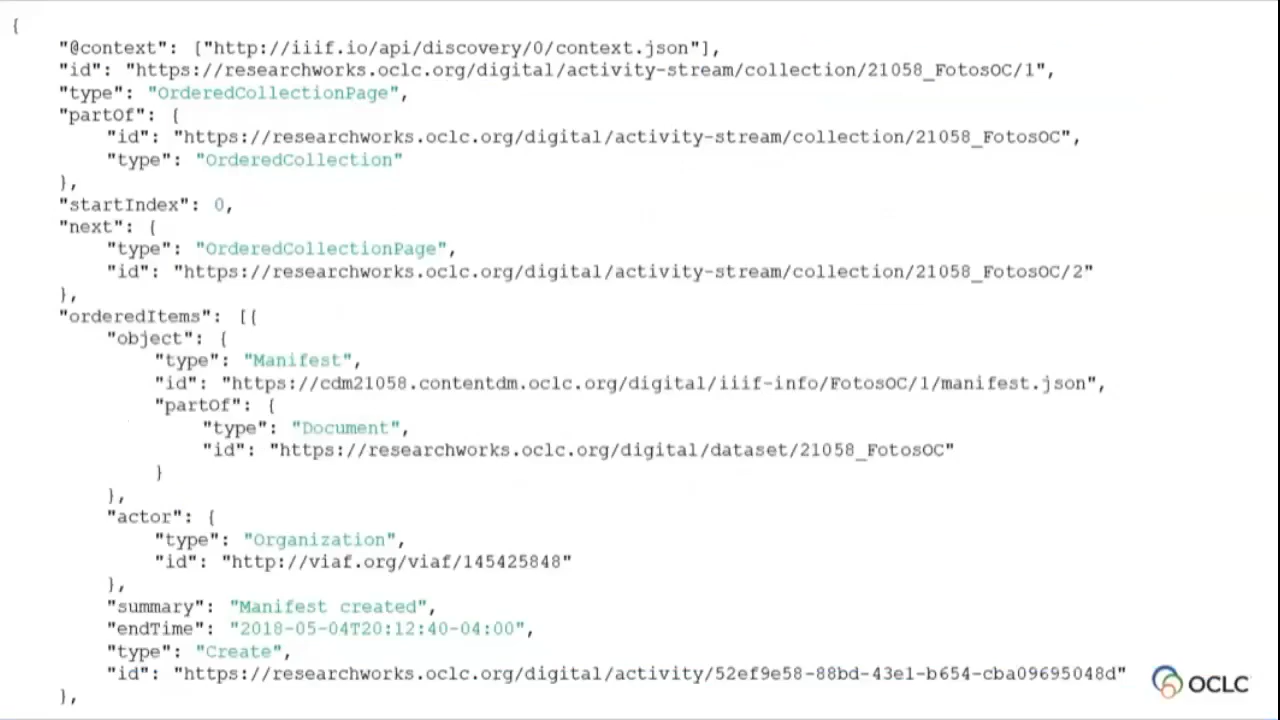 {
"@context": ["http://iiif.io/api/discovery/0/context.json"],
"id": "https://researchworks.oclc.org/digital/activity-stream/collection/21058_FotosOC/1",
"type": "OrderedCollectionPage",
"partOf": {
"id": "https://researchworks.oclc.org/digital/activity-stream/collection/21058_FotosOC",
"type": "OrderedCollection"
},
"startIndex": 0,
"next": {
"type": "OrderedCollectionPage",
"id": "https://researchworks.oclc.org/digital/activity-stream/collection/21058_FotosOC/2"
},
"orderedItems": [{
"object": {
"type": "Manifest",
"id": "https://cdm21058.contentdm.oclc.org/digital/iiif-info/FotosOC/1/manifest.json",
"partOf": {
"type": "Document",
"id": "https://researchworks.oclc.org/digital/dataset/21058_FotosOC"
}
},
"actor": {
"type": "Organization",
"id": "http://viaf.org/viaf/145425848"
},
"summary": "Manifest created",
"endTime": "2018-05-04T20:12:40-04:00",
"type": "Create",
"id": "https://researchworks.oclc.org/digital/activity/52ef9e58-88bd-43e1-b654-cba09695048d"
},
OCLC